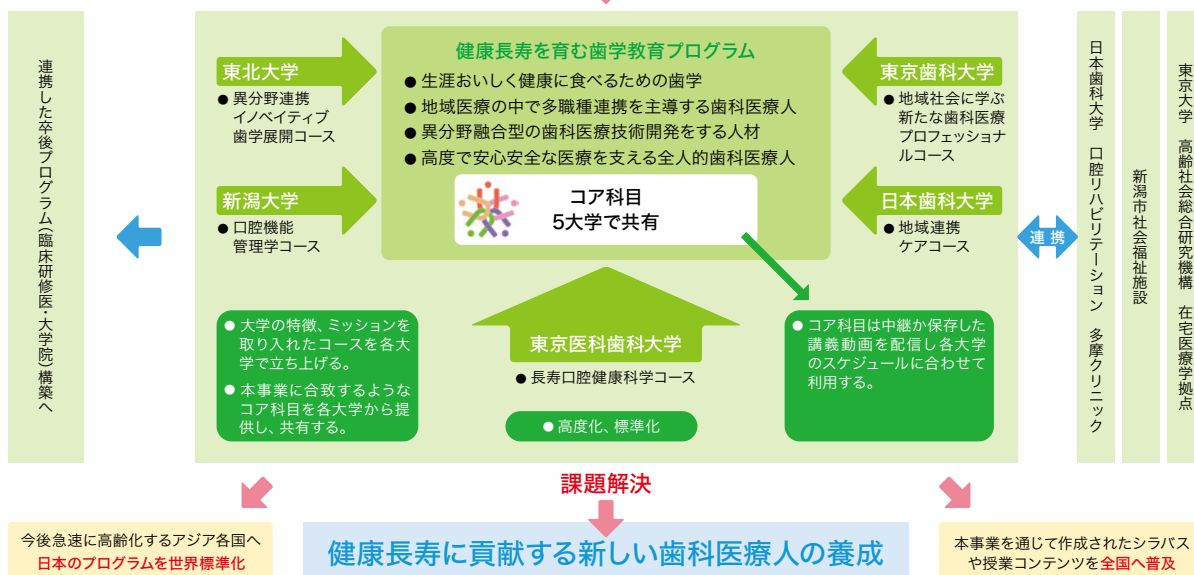 連携した卒後プログラム(臨床研修医・大学院)構築へ
健康長寿を育む歯学教育プログラム
● 生涯おいしく健康に食べるための歯学
● 地域医療の中で多職種連携を主導する歯科医療人
● 異分野融合型の歯科医療技術開発をする人材
● 高度で安心安全な医療を支える全人的歯科医療人
コア科目
5大学で共有
東北大学
● 異分野連携
イノベイティブ
歯学展開コース
新潟大学
● 口腔機能
管理学コース
東京歯科大学
● 地域社会に学ぶ
新たな歯科医療
プロフェッショナ
ルコース
日本歯科大学
● 地域連携
ケアコース
東京医科歯科大学
● 長寿口腔健康科学コース
● 高度化、標準化
● 大学の特徴、ミッションを
取り入れたコースを各大
学で立ち上げる。
● 本事業に合致するような
コア科目を各大学から提
供し、共有する。
● コア科目は中継か保存した
講義動画を配信し各大学
のスケジュールに合わせて
利用する。
連携
日本歯科大学 口腔リハビリテーション 多摩クリニック
新潟市社会福祉施設
東京大学 高齢社会総合研究機構 在宅医療学拠点
課題解決
今後急速に高齢化するアジア各国へ
日本のプログラムを世界標準化
健康長寿に貢献する新しい歯科医療人の養成
本事業を通じて作成されたシラバス
や授業コンテンツを全国へ普及